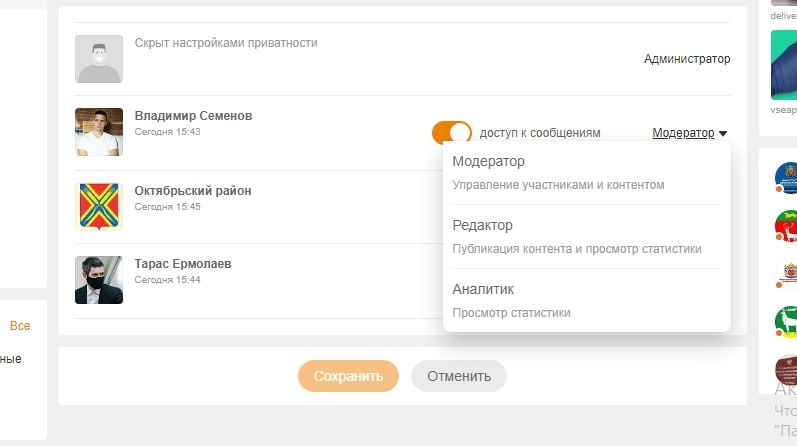 delive
Скрыт настройками приватности
Администратор
vseap
Владимир Семенов
Сегодня 15:43
доступ к сообщениям
Модератор
Модератор
Управление участниками и контентом
Октябрьский район
Сегодня 15:45
Редактор
Публикация контента и просмотр статистики
Тарас Ермолаев
Сегодня 15:44
Аналитик
Просмотр статистики
Все
ные
Сохранить
Отменить
Ак
Что
"Па